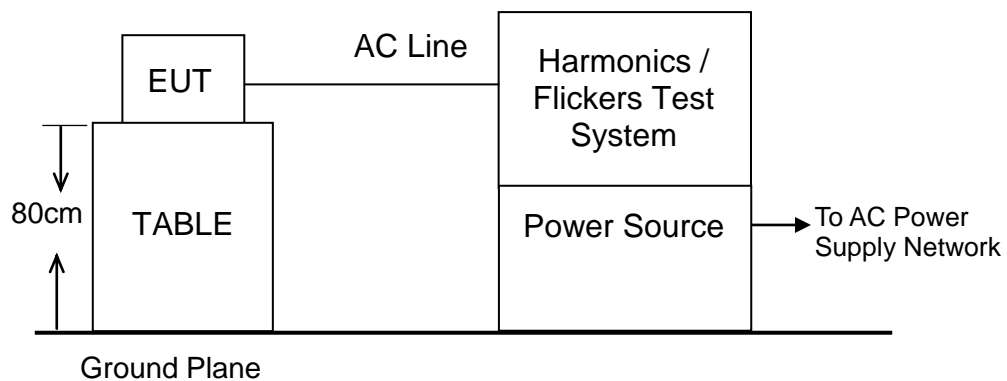 EUT
AC Line
Harmonics /
Flickers Test
System
80cm
TABLE
Power Source
To AC Power
Supply Network
Ground Plane